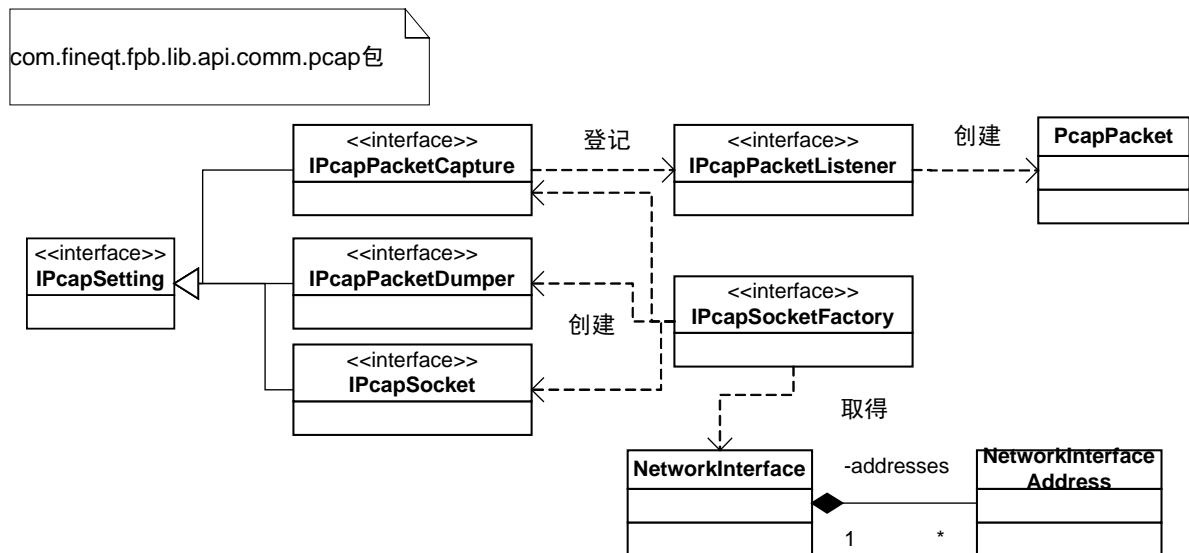 com.fineqt.fpb.lib.api.comm.pcap包
<<interface>>
IPcapPacketCapture
登记
<<interface>>
IPcapPacketListener
创建
PcapPacket
<<interface>>
IPcapSetting
<<interface>>
IPcapPacketDumper
创建
<<interface>>
IPcapSocketFactory
<<interface>>
IPcapSocket
取得
NetworkInterface
-addresses
NetworkInterface
Address
1
*